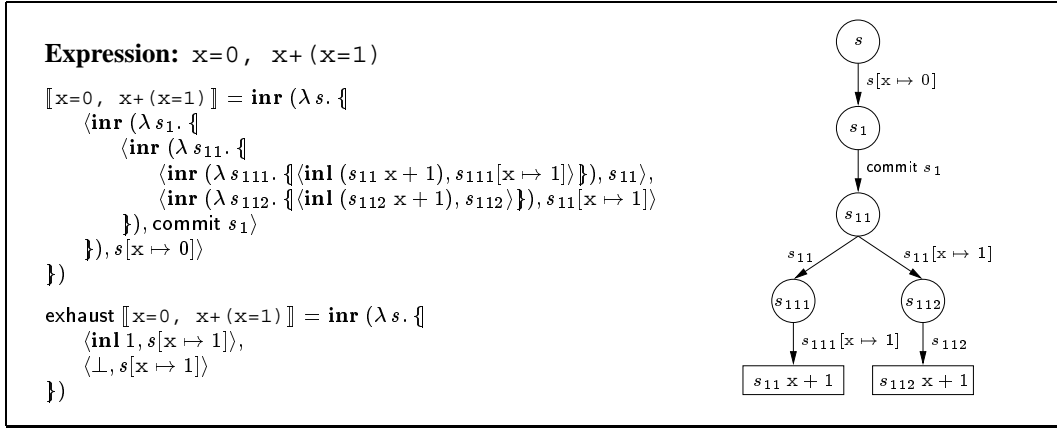 Expression: x=0, x+(x=1)
⟦x=0, x+(x=1)⟧ = inr (λ s. {|
⟨inr (λ s₁. {|
⟨inr (λ s₁₁. {|
⟨inr (λ s₁₁₁. {|⟨inl (s₁₁ x + 1), s₁₁₁[x ↦ 1]⟩|}), s₁₁⟩,
⟨inr (λ s₁₁₂. {|⟨inl (s₁₁₂ x + 1), s₁₁₂⟩|}), s₁₁[x ↦ 1]⟩
|}), commit s₁⟩
|}), s[x ↦ 0]⟩
|})
exhaust ⟦x=0, x+(x=1)⟧ = inr (λ s. {|
⟨inl 1, s[x ↦ 1]⟩,
⟨⊥, s[x ↦ 1]⟩
|})
s
s[x ↦ 0]
s₁
commit s₁
s₁₁
s₁₁ s₁₁[x ↦ 1]
s₁₁₁ s₁₁₂
s₁₁₁[x ↦ 1] s₁₁₂
s₁₁ x + 1 s₁₁₂ x + 1